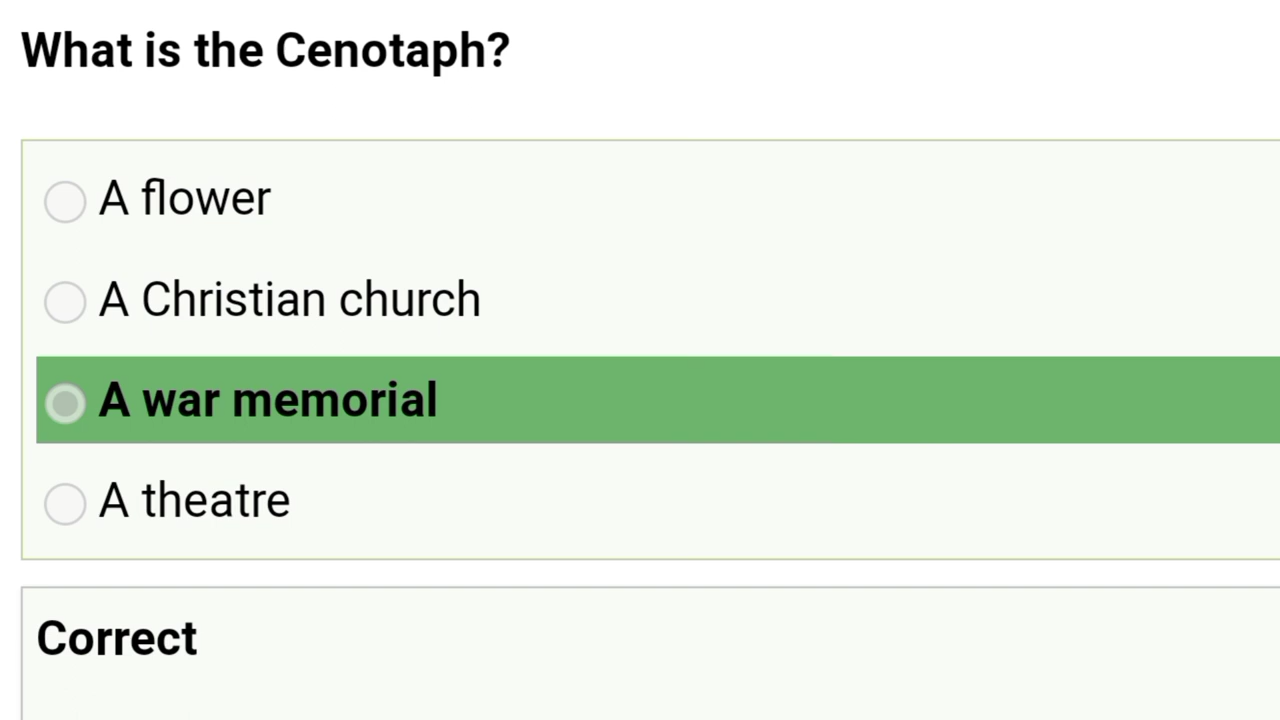 What is the Cenotaph?
A flower
A Christian church
A war memorial
A theatre
Correct